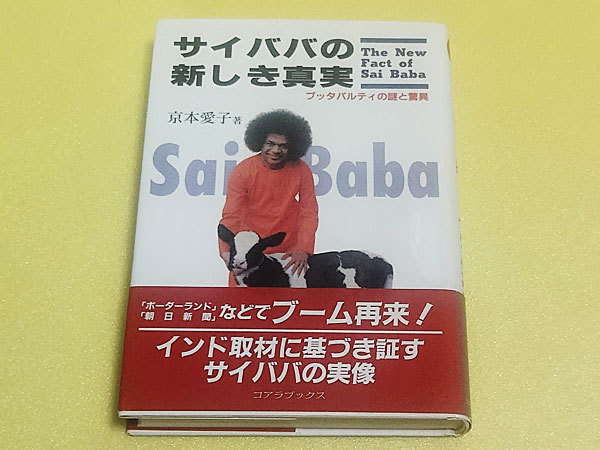 サイババの
新しき真実
The New
Fact of
Sai Baba
プッタパルティの謎と驚異
京本愛子著
Sai Baba
「ボーダーランド」
「朝日新聞」などでブーム再来!
インド取材に基づき証す
サイババの実像
コアラブックス